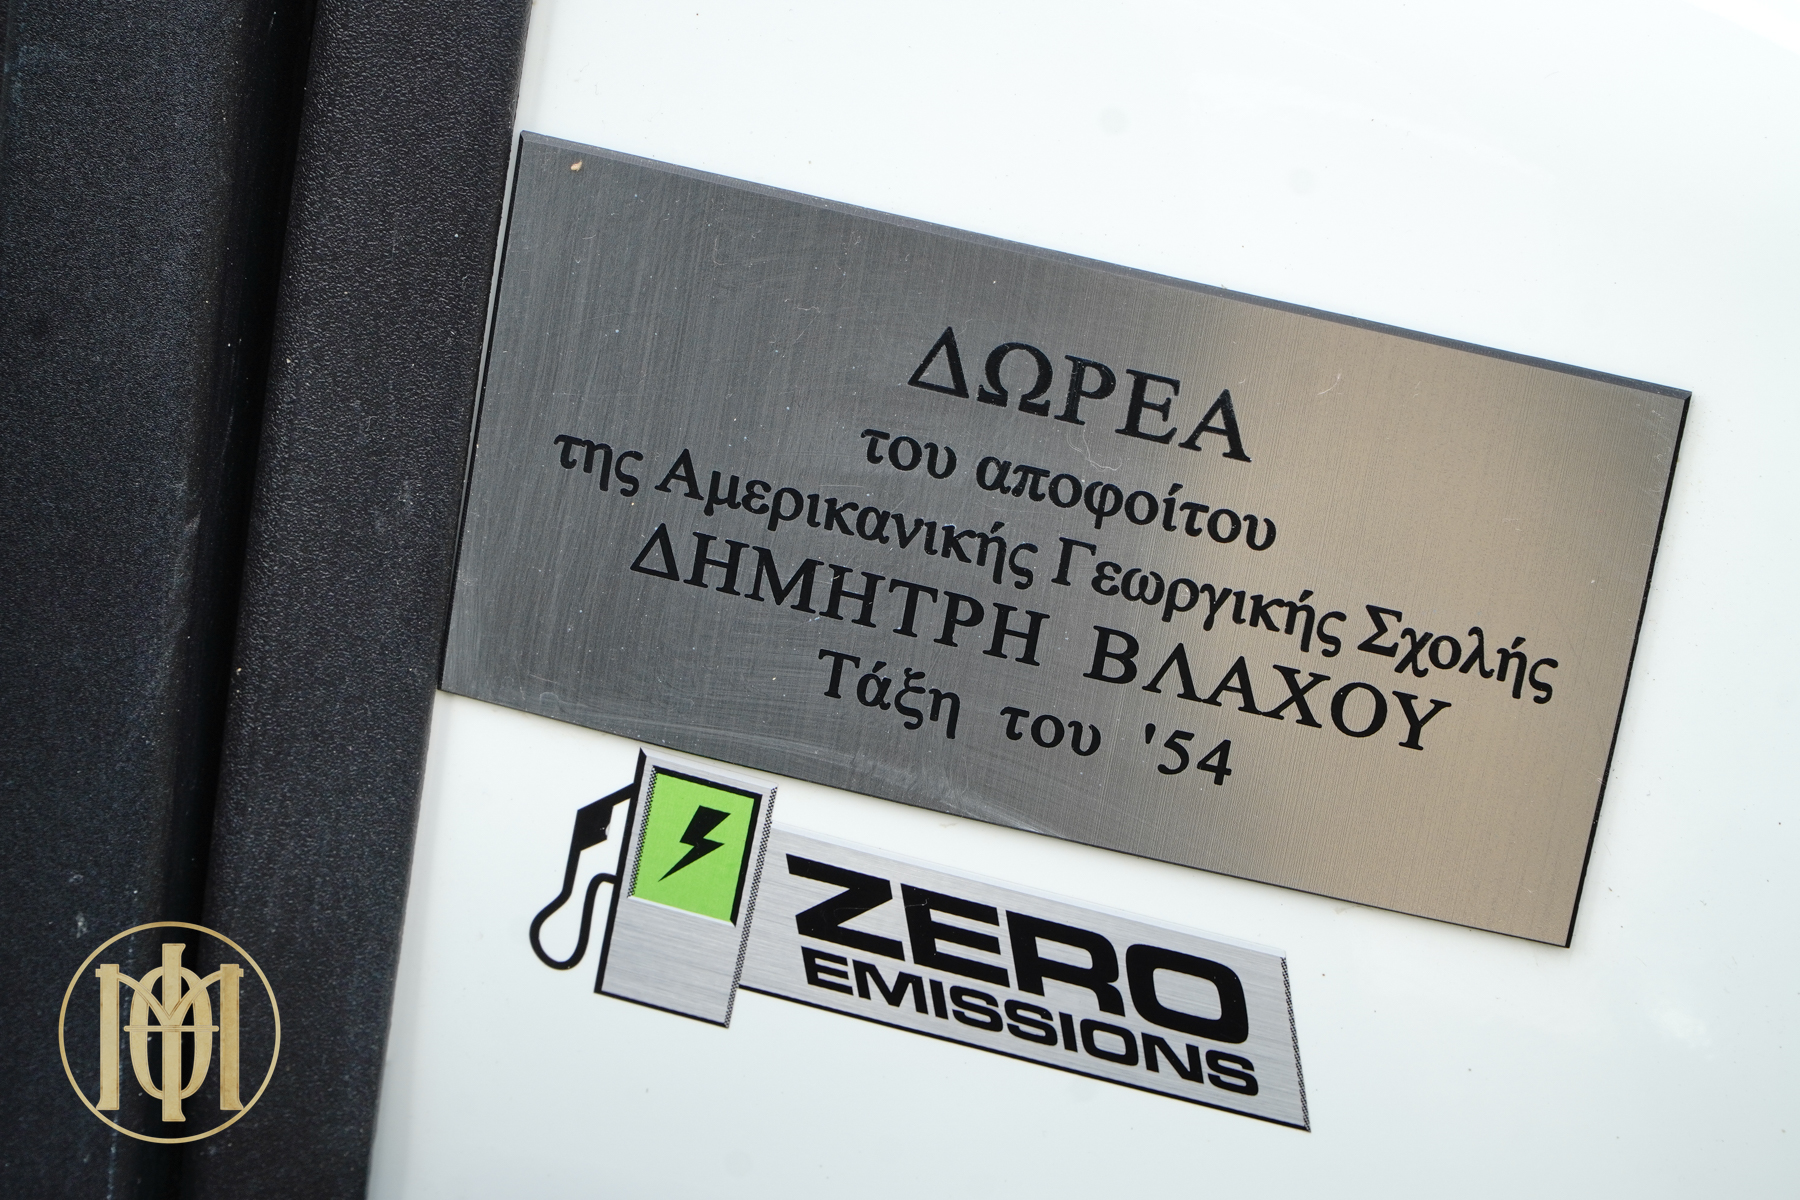 ΔΩΡΕΑ
του αποφοίτου
της Αμερικανικής Γεωργικής Σχολής
ΔΗΜΗΤΡΗ ΒΛΑΧΟΥ
Τάξη του '54
ZERO
EMISSIONS